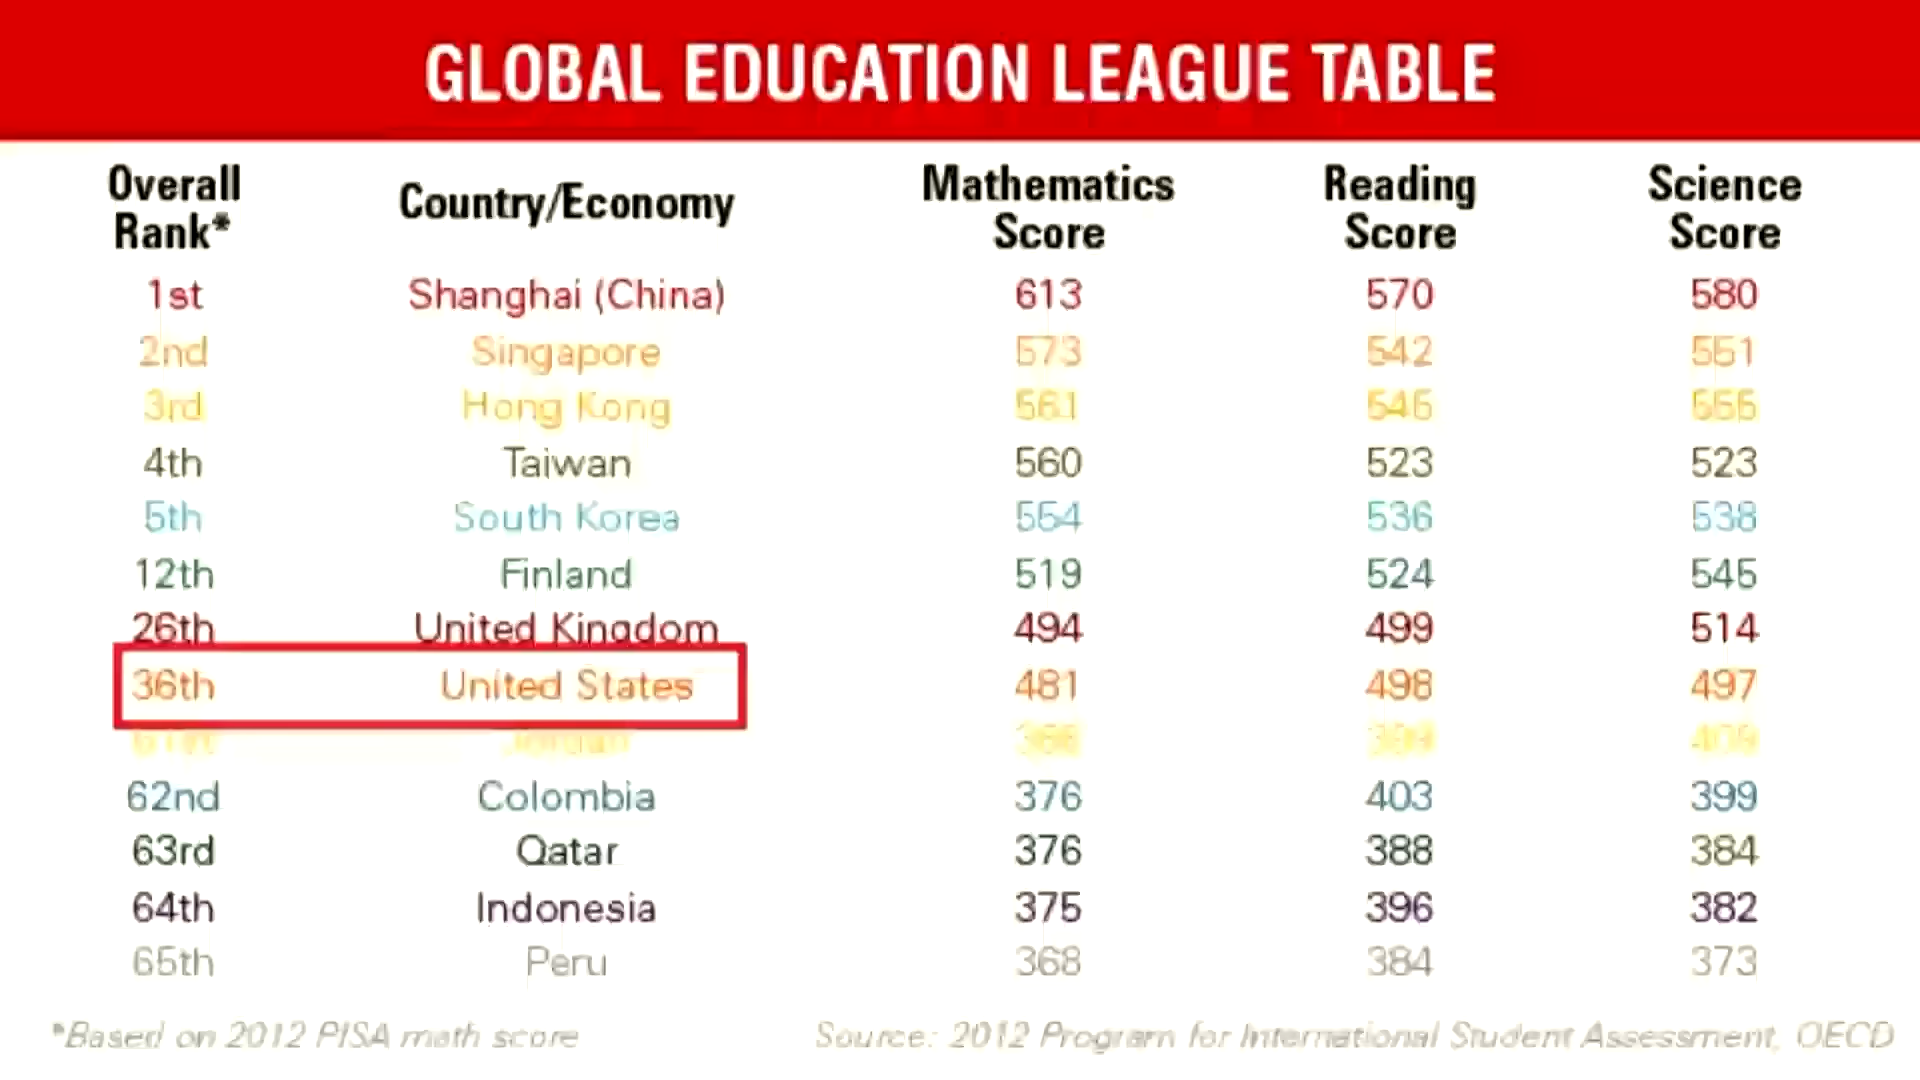 GLOBAL EDUCATION LEAGUE TABLE
Overall Rank* Country/Economy Mathematics Score Reading Score Science Score
1st Shanghai (China) 613 570 580
2nd Singapore 573 542 551
3rd Hong Kong 561 545 555
4th Taiwan 560 523 523
5th South Korea 554 536 538
12th Finland 519 524 545
26th United Kingdom 494 499 514
36th United States 481 498 497
Jordan 399 409
62nd Colombia 376 403 399
63rd Qatar 376 388 384
64th Indonesia 375 396 382
65th Peru 368 384 373
*Based on 2012 PISA math score Source: 2012 Program for International Student Assessment, OECD